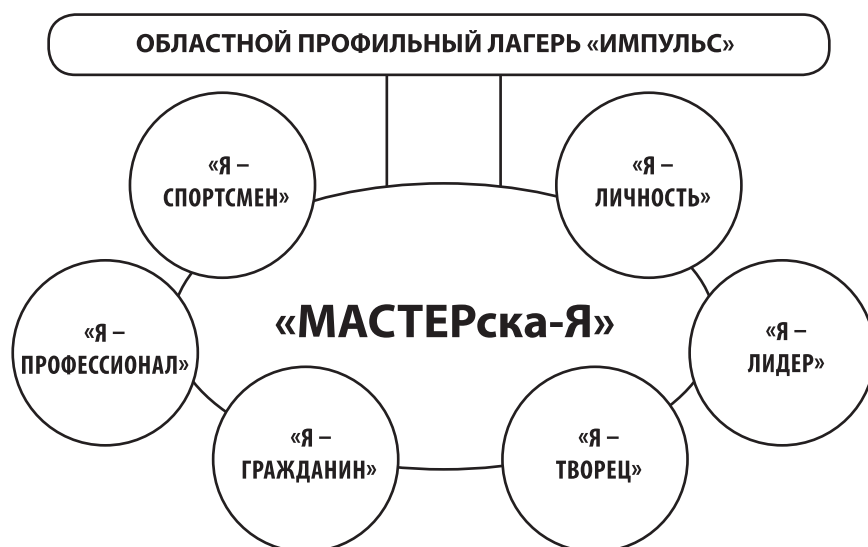 ОБЛАСТНОЙ ПРОФИЛЬНЫЙ ЛАГЕРЬ «ИМПУЛЬС»
«Я –
СПОРТСМЕН»
«Я –
ЛИЧНОСТЬ»
«МАСТЕРска-Я»
«Я –
ПРОФЕССИОНАЛ»
«Я –
ЛИДЕР»
«Я –
ГРАЖДАНИН»
«Я –
ТВОРЕЦ»